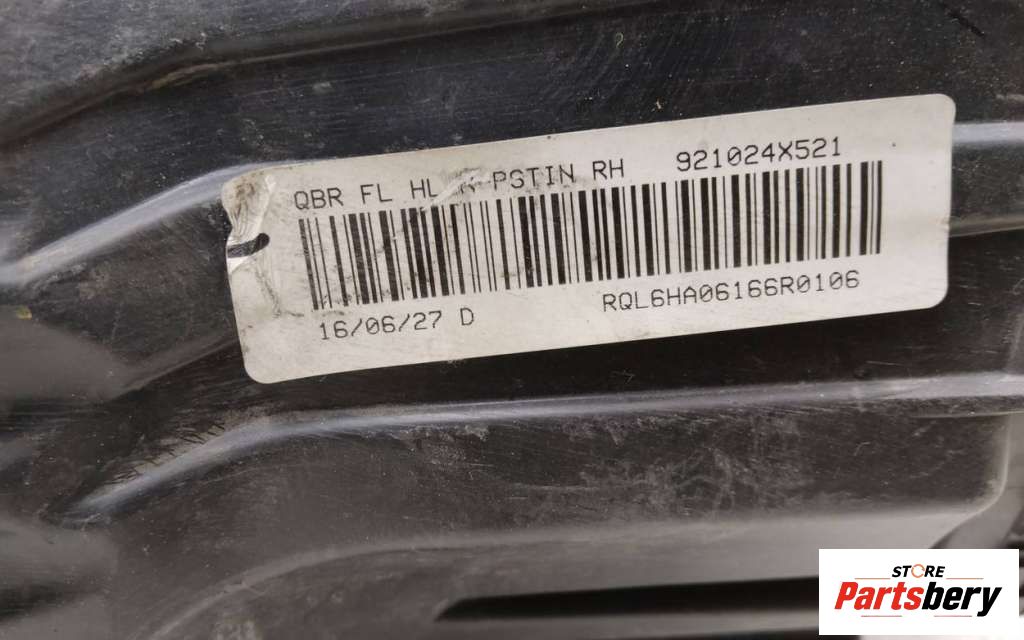 QBR FL HL PSTIN RH 921024X521
16/06/27 D RQL6HA06166R0106
STORE
Partsbery